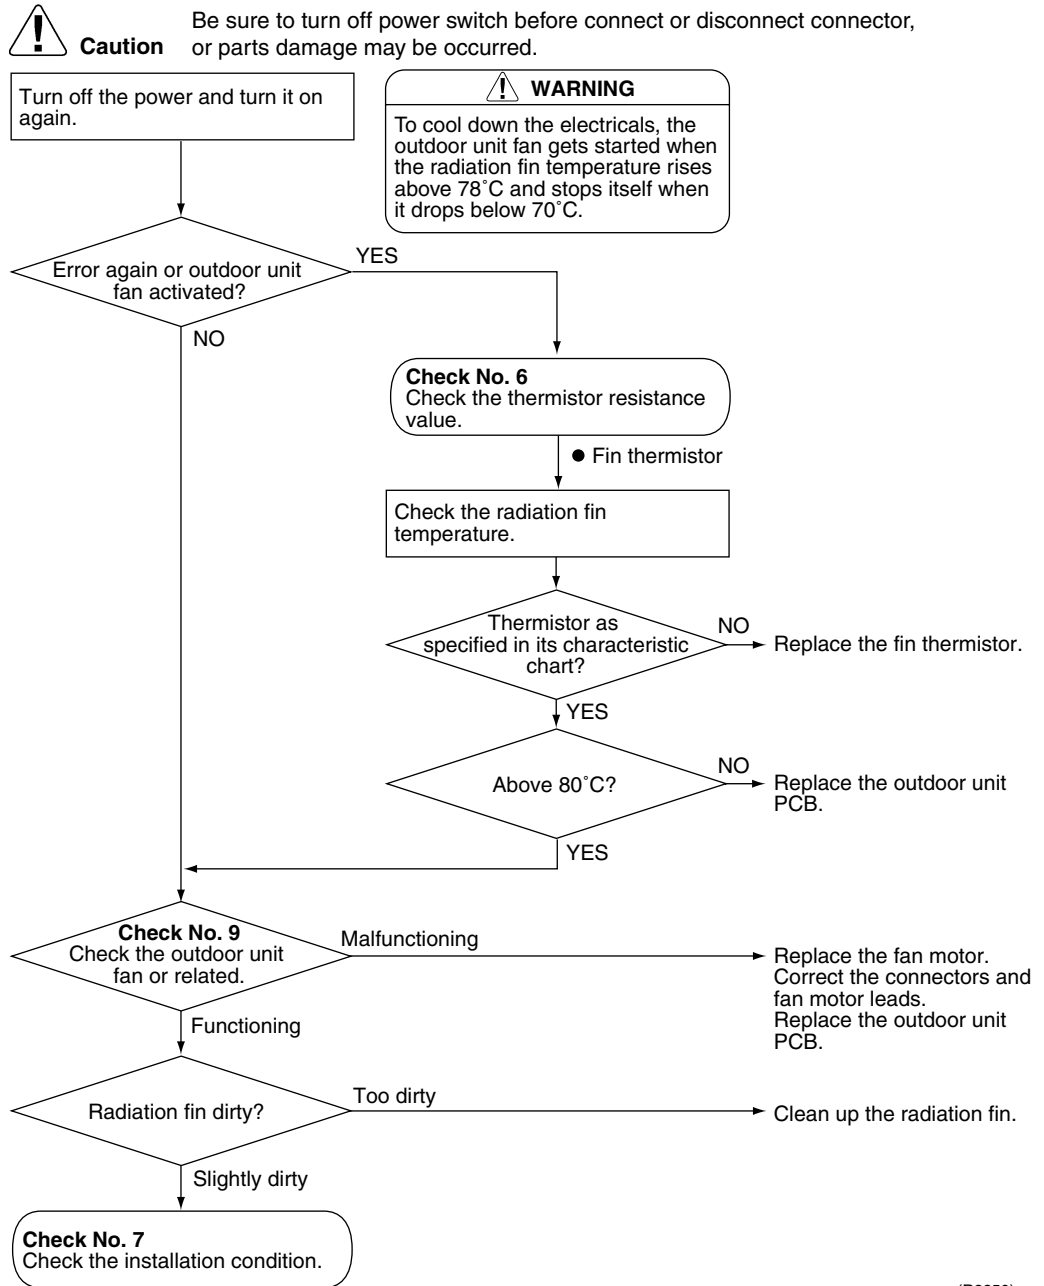 Be sure to turn off power switch before connect or disconnect connector,
Caution or parts damage may be occurred.
Turn off the power and turn it on
again.
WARNING
To cool down the electricals, the
outdoor unit fan gets started when
the radiation fin temperature rises
above 78˚C and stops itself when
it drops below 70˚C.
Error again or outdoor unit
fan activated?
YES
NO
Check No. 6
Check the thermistor resistance
value.
● Fin thermistor
Check the radiation fin
temperature.
Thermistor as
specified in its characteristic
chart?
NO
Replace the fin thermistor.
YES
Above 80˚C?
NO
Replace the outdoor unit
PCB.
YES
Check No. 9
Check the outdoor unit
fan or related.
Malfunctioning
Replace the fan motor.
Correct the connectors and
fan motor leads.
Replace the outdoor unit
PCB.
Functioning
Radiation fin dirty?
Too dirty
Clean up the radiation fin.
Slightly dirty
Check No. 7
Check the installation condition.